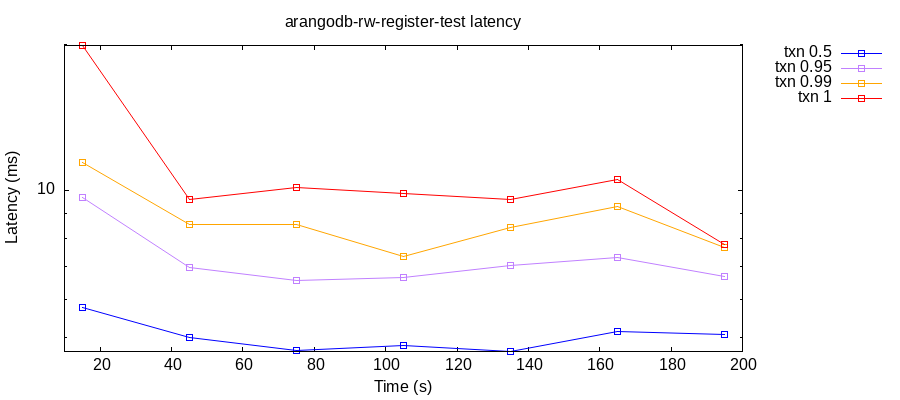 arangodb-rw-register-test latency
txn 0.5
txn 0.95
txn 0.99
txn 1
Latency (ms)
10
20 40 60 80 100 120 140 160 180 200
Time (s)